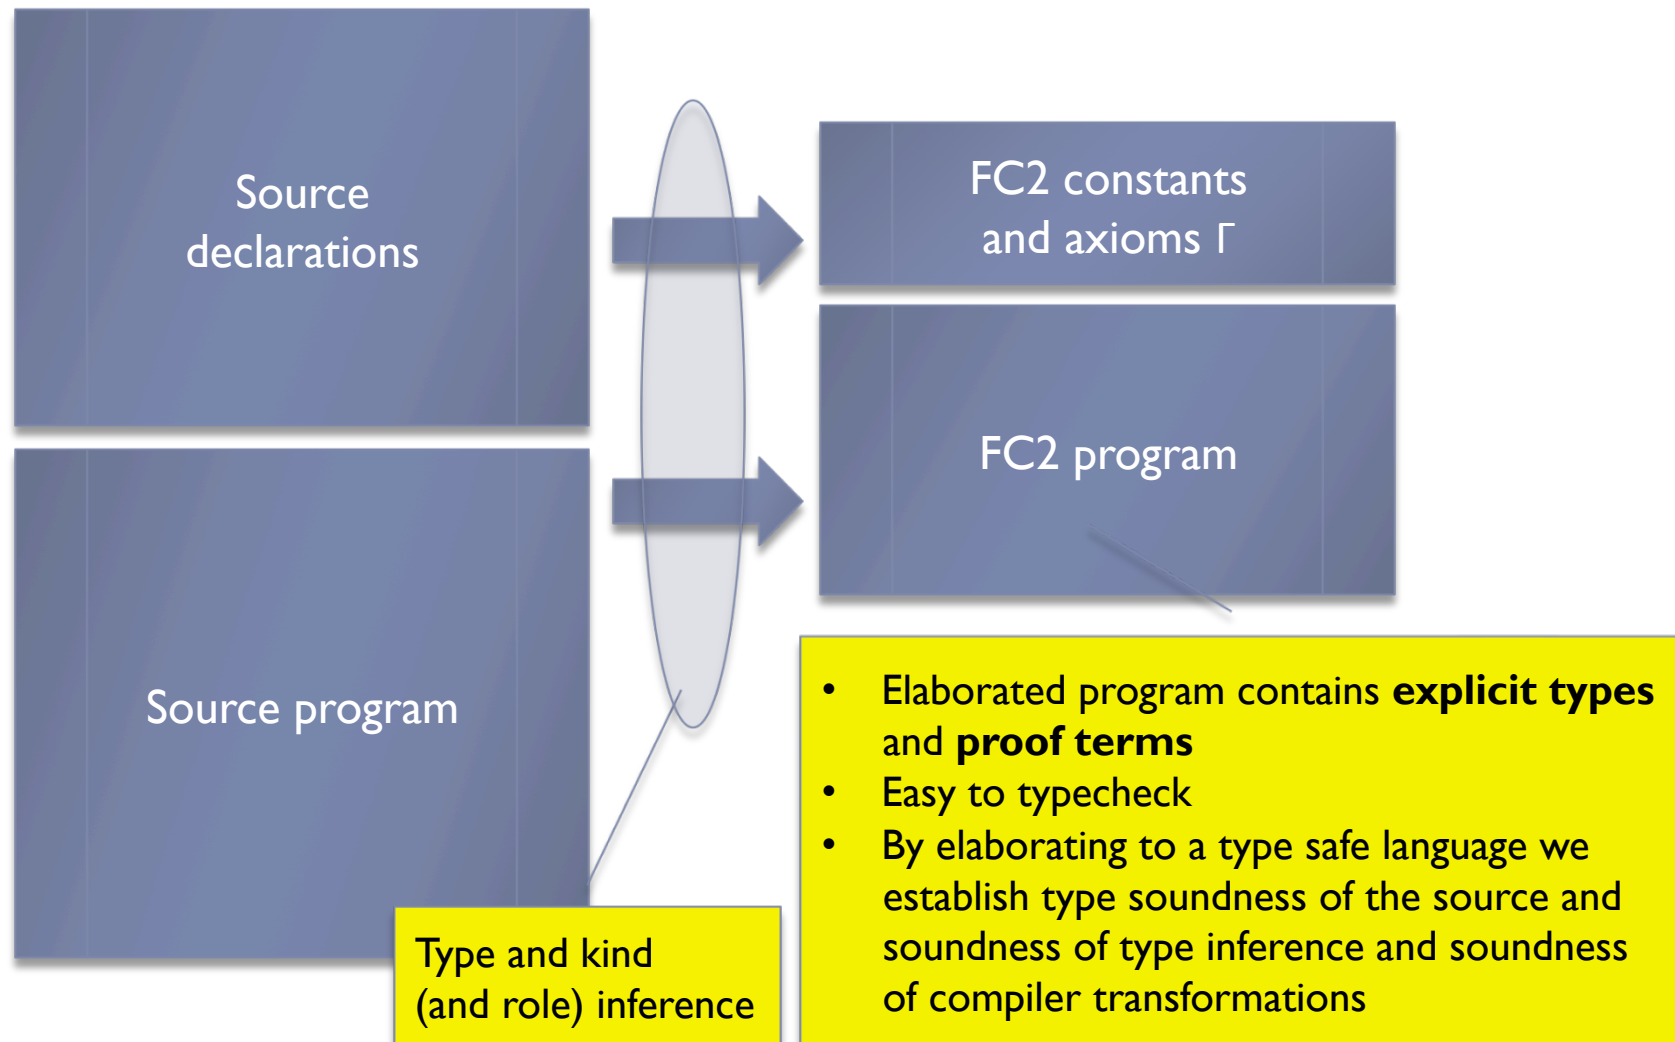 Source
declarations
FC2 constants
and axioms Γ
FC2 program
Source program
Type and kind
(and role) inference
• Elaborated program contains explicit types
and proof terms
• Easy to typecheck
• By elaborating to a type safe language we
establish type soundness of the source and
soundness of type inference and soundness
of compiler transformations